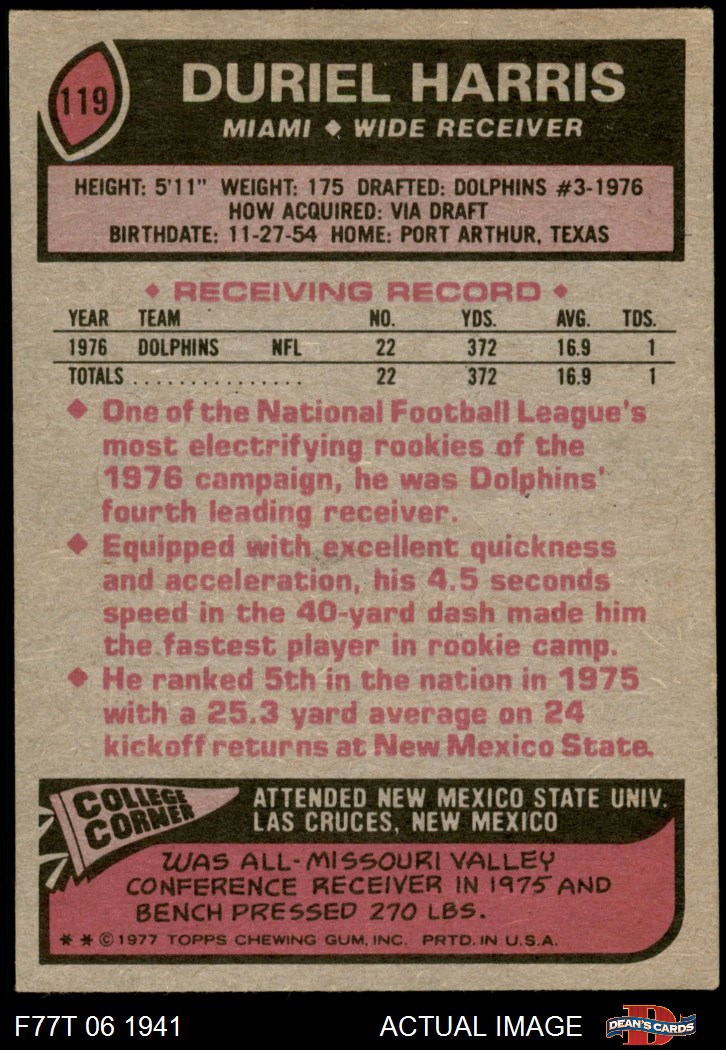 119
DURIEL HARRIS
MIAMI ♦ WIDE RECEIVER
HEIGHT: 5'11" WEIGHT: 175 DRAFTED: DOLPHINS #3-1976
HOW ACQUIRED: VIA DRAFT
BIRTHDATE: 11-27-54 HOME: PORT ARTHUR, TEXAS
♦ RECEIVING RECORD ♦
YEAR TEAM NO. YDS. AVG. TDS.
1976 DOLPHINS NFL 22 372 16.9 1
TOTALS . . . . . . . . . . . . . . . 22 372 16.9 1
♦ One of the National Football League's
most electrifying rookies of the
1976 campaign, he was Dolphins'
fourth leading receiver.
♦ Equipped with excellent quickness
and acceleration, his 4.5 seconds
speed in the 40-yard dash made him
the fastest player in rookie camp.
♦ He ranked 5th in the nation in 1975
with a 25.3 yard average on 24
kickoff returns at New Mexico State.
COLLEGE
CORNER
ATTENDED NEW MEXICO STATE UNIV.
LAS CRUCES, NEW MEXICO
WAS ALL-MISSOURI VALLEY
CONFERENCE RECEIVER IN 1975 AND
BENCH PRESSED 270 LBS.
* * © 1977 TOPPS CHEWING GUM, INC. PRTD. IN U.S.A.
F77T 06 1941 ACTUAL IMAGE D DEAN'S CARDS